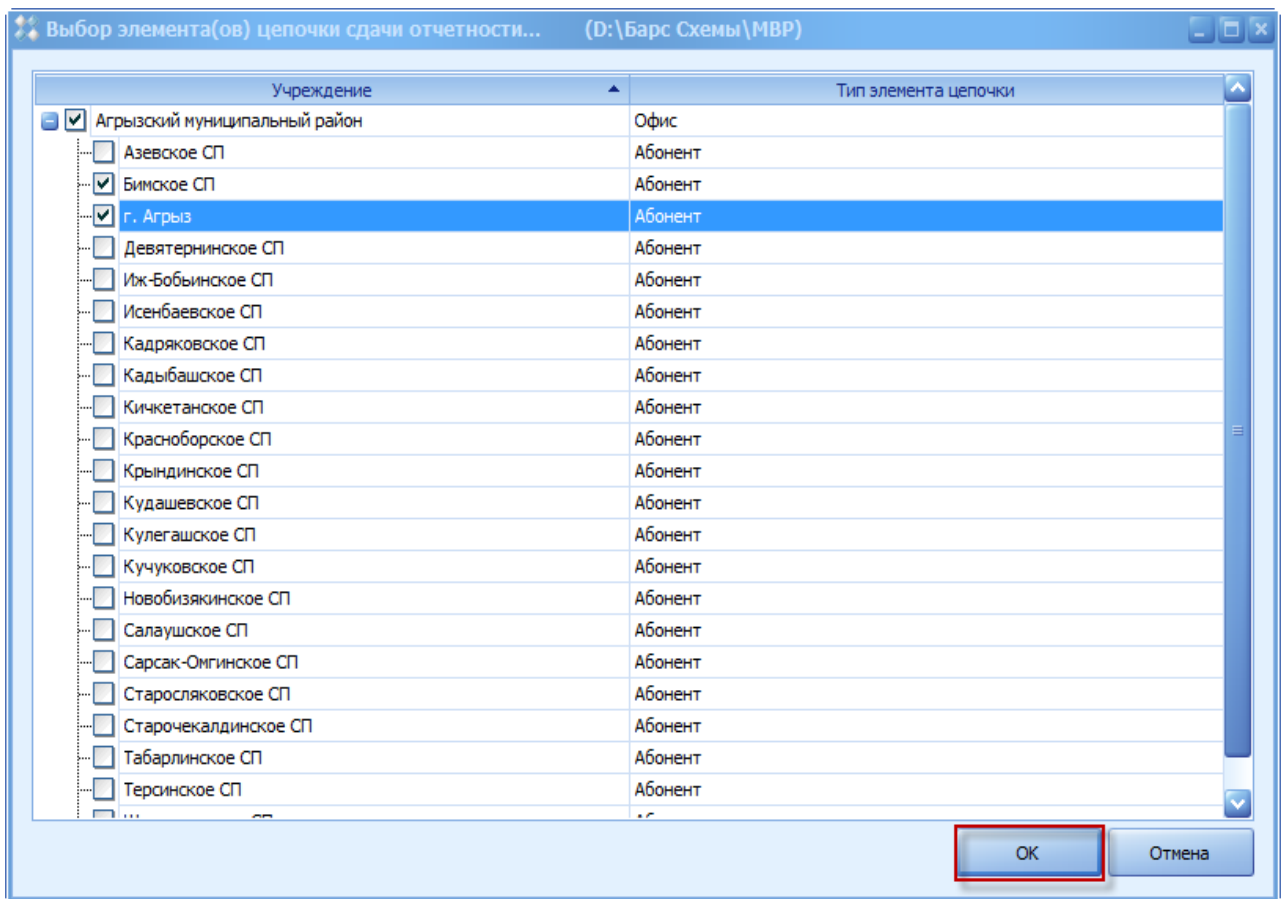 Выбор элемента(ов) цепочки сдачи отчетности... (D:\Барс Схемы\МВР)
Учреждение Тип элемента цепочки
Агрызский муниципальный район Офис
Азевское СП Абонент
Бимское СП Абонент
г. Агрыз Абонент
Девятернинское СП Абонент
Иж-Бобьинское СП Абонент
Исенбаевское СП Абонент
Кадряковское СП Абонент
Кадыбашское СП Абонент
Кичкетанское СП Абонент
Красноборское СП Абонент
Крындинское СП Абонент
Кудашевское СП Абонент
Кулегашское СП Абонент
Кучуковское СП Абонент
Новобизякинское СП Абонент
Салаушское СП Абонент
Сарсак-Омгинское СП Абонент
Старосляковское СП Абонент
Старочекалдинское СП Абонент
Табарлинское СП Абонент
Терсинское СП Абонент
ОК Отмена